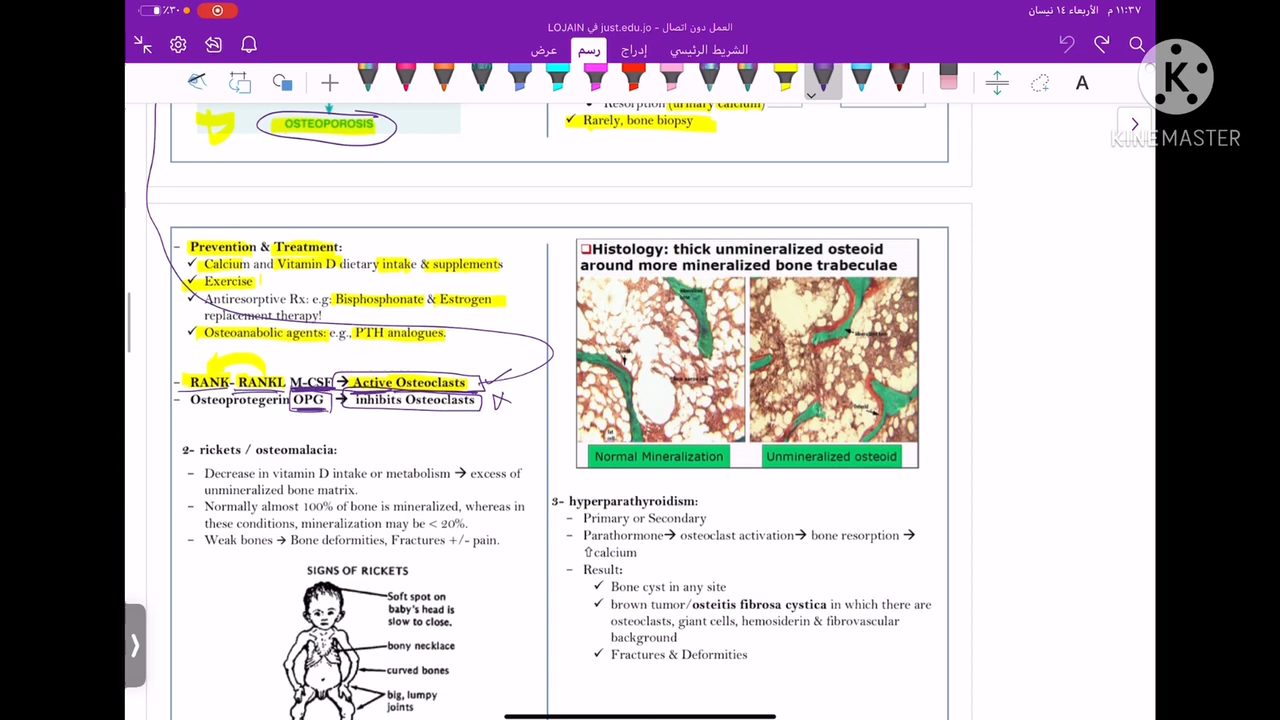 ٪٣٠
١١:٣٧ م الأربعاء ١٤ نيسان
العمل دون اتصال - just.edu.jo في LOJAIN
الشريط الرئيسي
إدراج
رسم
عرض
A
K
KINEMASTER
OSTEOPOROSIS
Resorption (urinary calcium)
✓ Rarely, bone biopsy
- Prevention & Treatment:
✓ Calcium and Vitamin D dietary intake & supplements
✓ Exercise
✓ Antiresorptive Rx: e.g: Bisphosphonate & Estrogen
replacement therapy!
✓ Osteoanabolic agents: e.g., PTH analogues.
- RANK- RANKL M-CSF → Active Osteoclasts
- Osteoprotegerin OPG → inhibits Osteoclasts
2- rickets / osteomalacia:
- Decrease in vitamin D intake or metabolism → excess of
unmineralized bone matrix.
- Normally almost 100% of bone is mineralized, whereas in
these conditions, mineralization may be < 20%.
- Weak bones → Bone deformities, Fractures +/- pain.
SIGNS OF RICKETS
Soft spot on
baby's head is
slow to close.
bony necklace
curved bones
big, lumpy
joints
❑Histology: thick unmineralized osteoid
around more mineralized bone trabeculae
Normal Mineralization
Unmineralized osteoid
3- hyperparathyroidism:
- Primary or Secondary
- Parathormone→ osteoclast activation→ bone resorption →
⇧calcium
- Result:
✓ Bone cyst in any site
✓ brown tumor/osteitis fibrosa cystica in which there are
osteoclasts, giant cells, hemosiderin & fibrovascular
background
✓ Fractures & Deformities